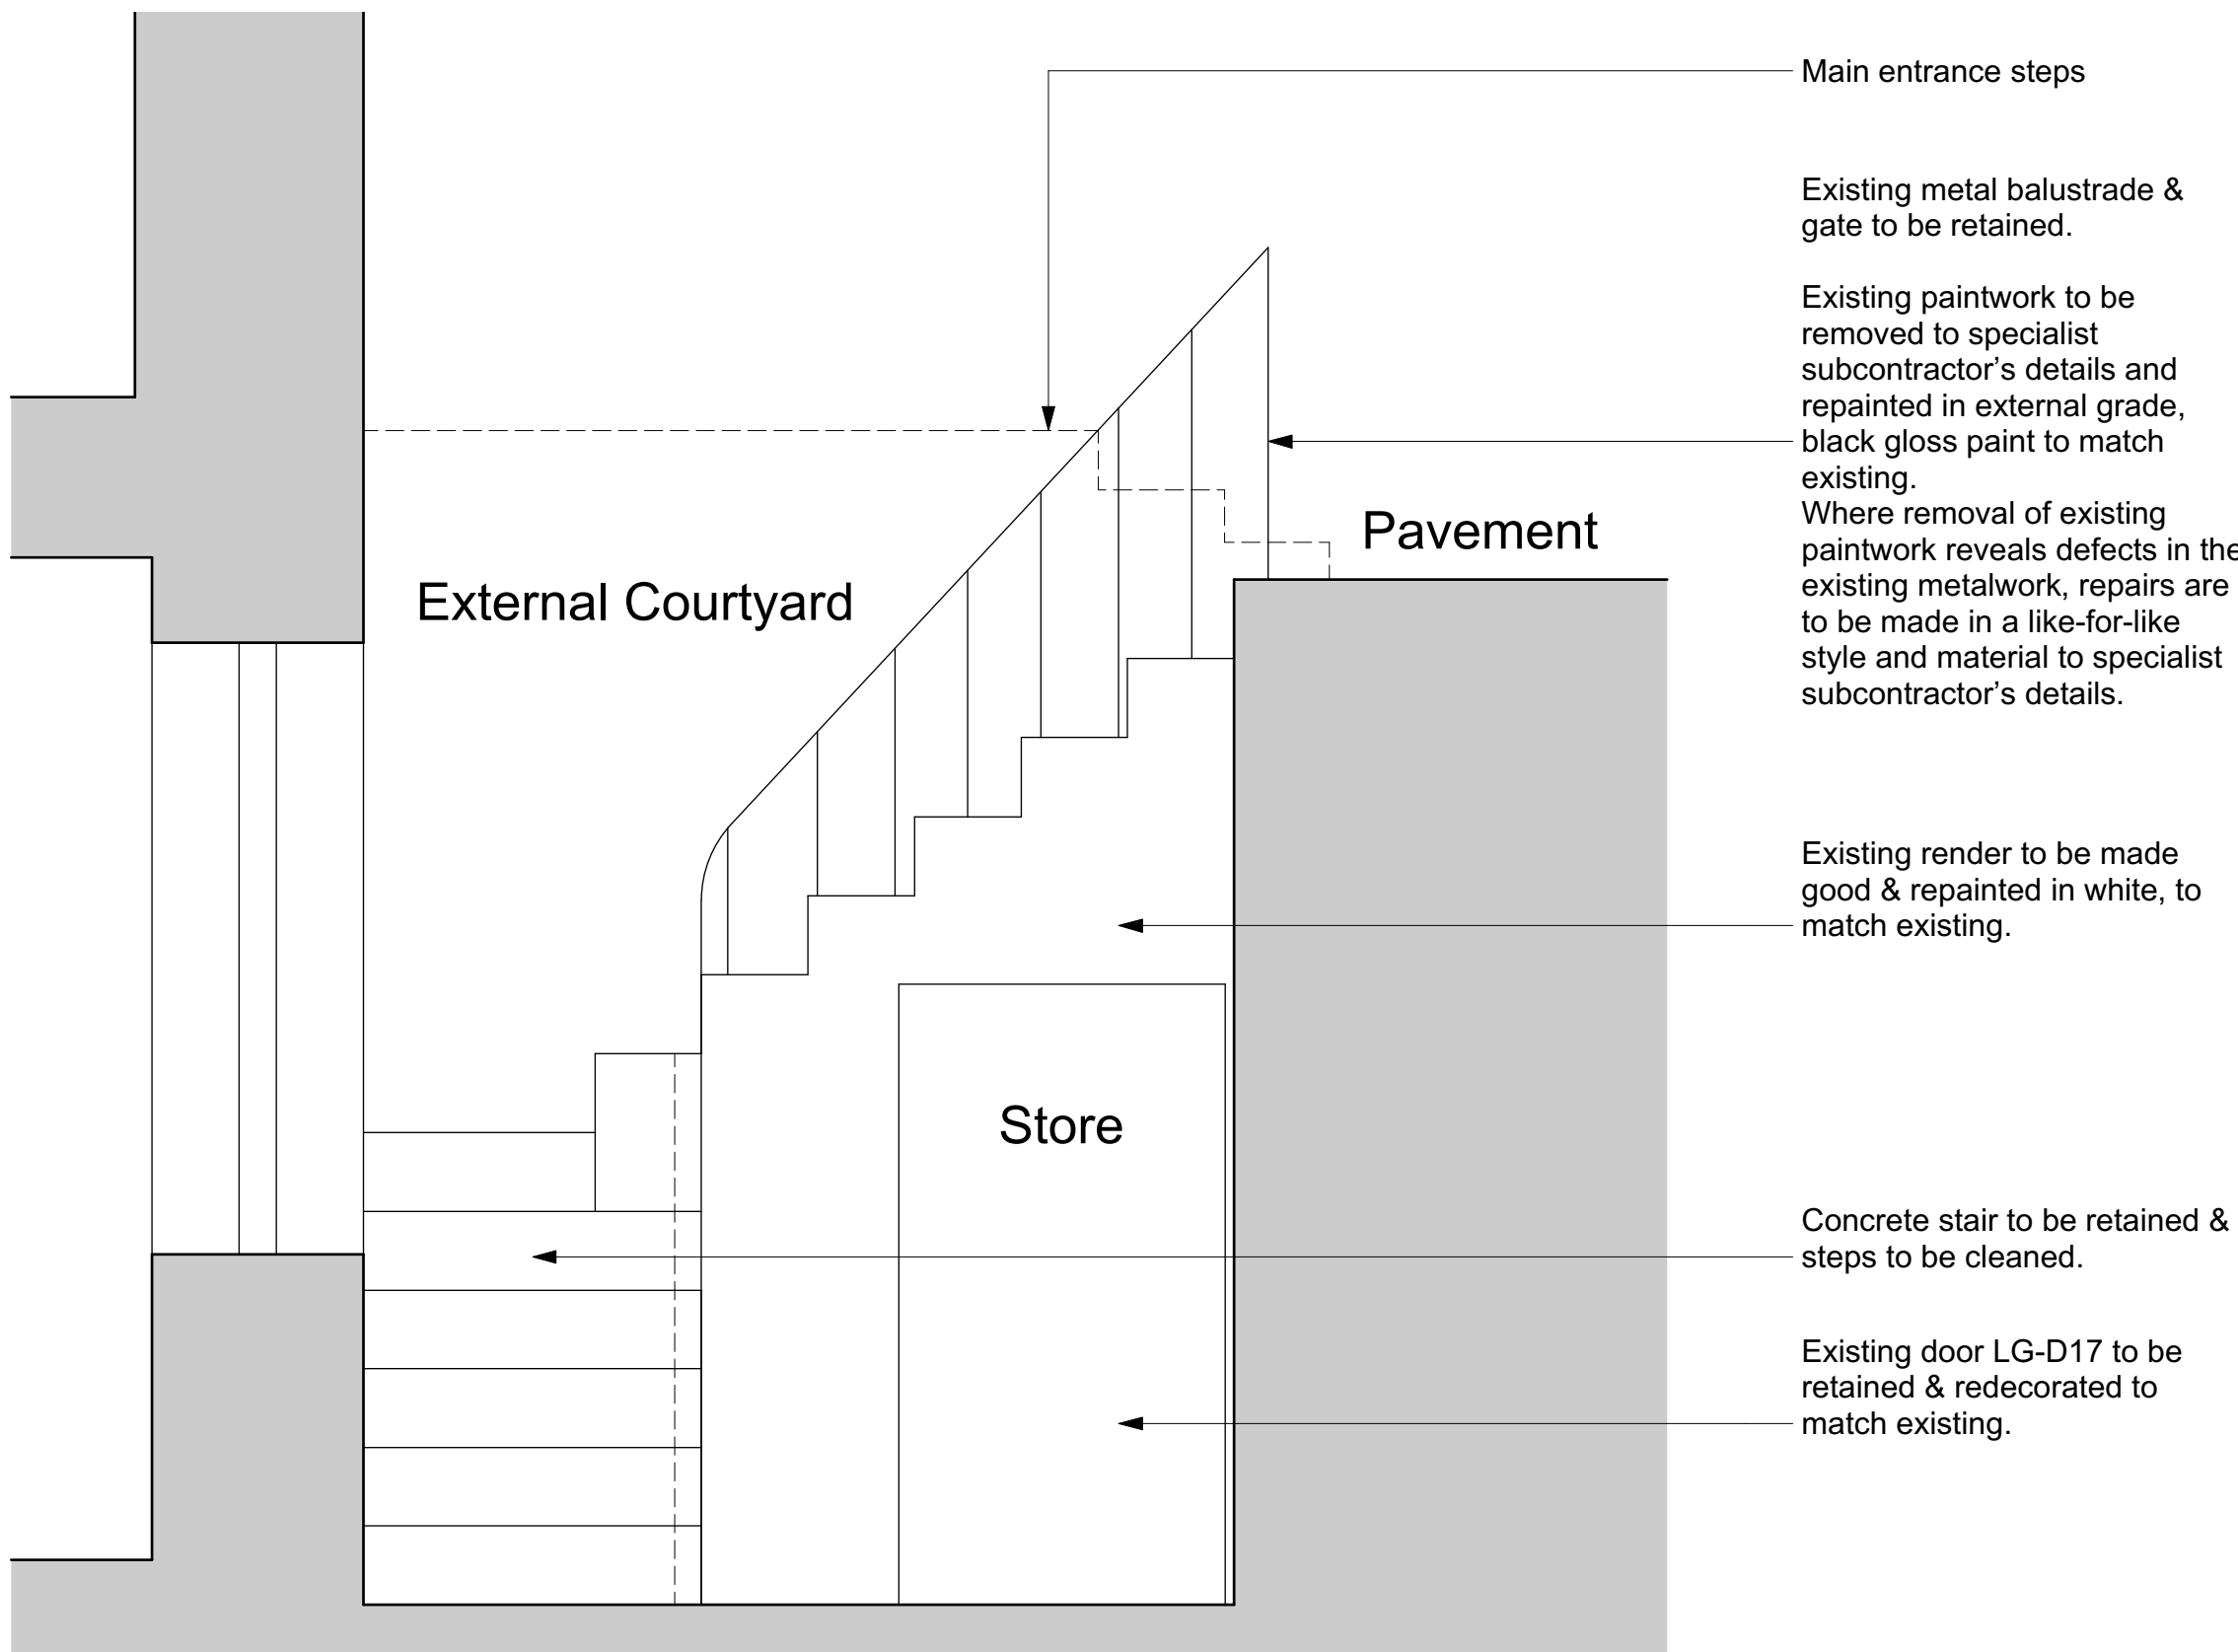 Main entrance steps
Existing metal balustrade &
gate to be retained.
Existing paintwork to be
removed to specialist
subcontractor’s details and
repainted in external grade,
black gloss paint to match
existing.
Where removal of existing
paintwork reveals defects in the
existing metalwork, repairs are
to be made in a like-for-like
style and material to specialist
subcontractor’s details.
Pavement
External Courtyard
Existing render to be made
good & repainted in white, to
match existing.
Store
Concrete stair to be retained &
steps to be cleaned.
Existing door LG-D17 to be
retained & redecorated to
match existing.